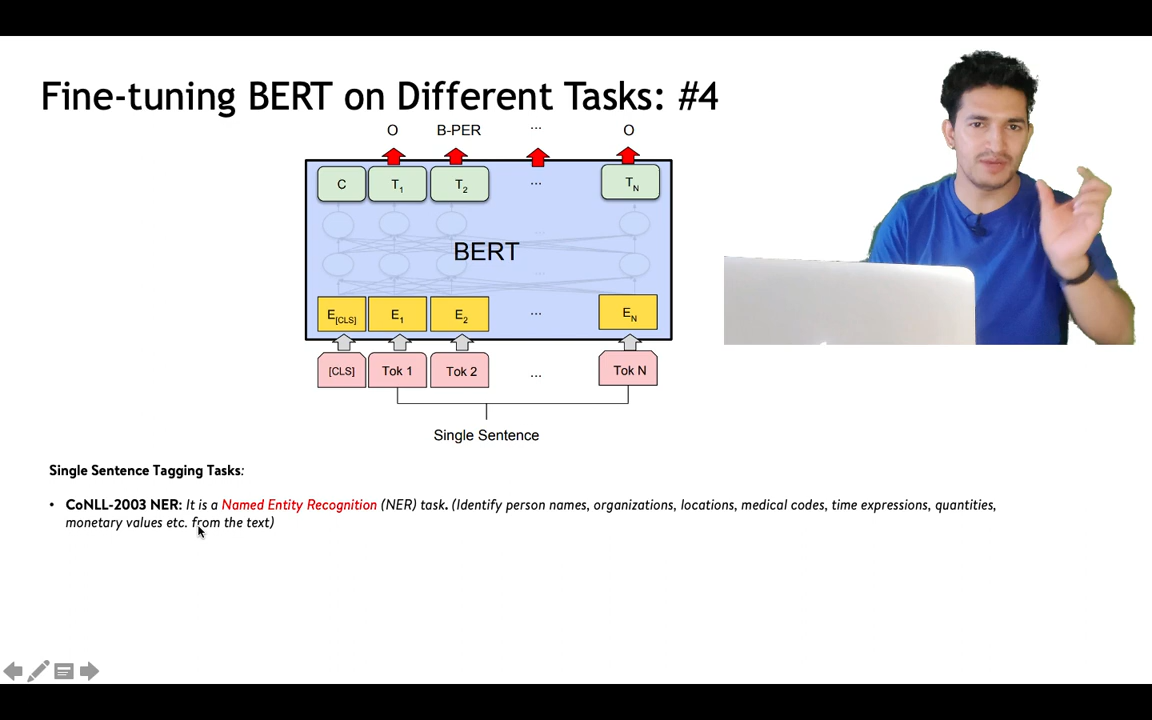 Fine-tuning BERT on Different Tasks: #4
O B-PER ... O
C T1 T2 ... TN
BERT
E[CLS] E1 E2 ... EN
[CLS] Tok 1 Tok 2 ... Tok N
Single Sentence
Single Sentence Tagging Tasks:
• CoNLL-2003 NER: It is a Named Entity Recognition (NER) task. (Identify person names, organizations, locations, medical codes, time expressions, quantities,
monetary values etc. from the text)